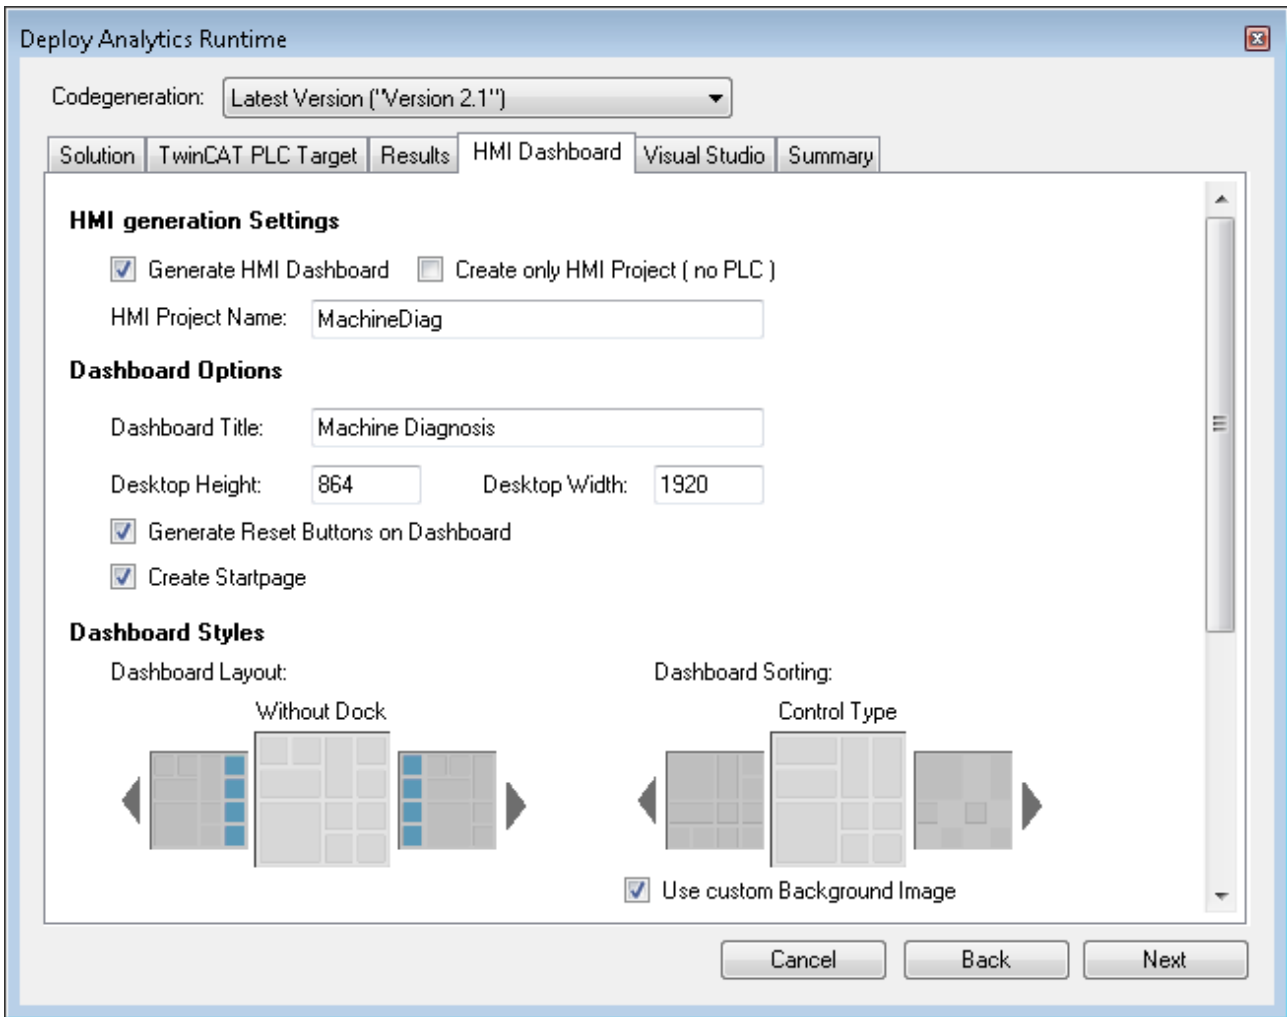 Deploy Analytics Runtime
Codegeneration: Latest Version ("Version 2.1")
Solution TwinCAT PLC Target Results HMI Dashboard Visual Studio Summary
HMI generation Settings
Generate HMI Dashboard Create only HMI Project ( no PLC )
HMI Project Name: MachineDiag
Dashboard Options
Dashboard Title: Machine Diagnosis
Desktop Height: 864 Desktop Width: 1920
Generate Reset Buttons on Dashboard
Create Startpage
Dashboard Styles
Dashboard Layout: Dashboard Sorting:
Without Dock Control Type
Use custom Background Image
Cancel Back Next